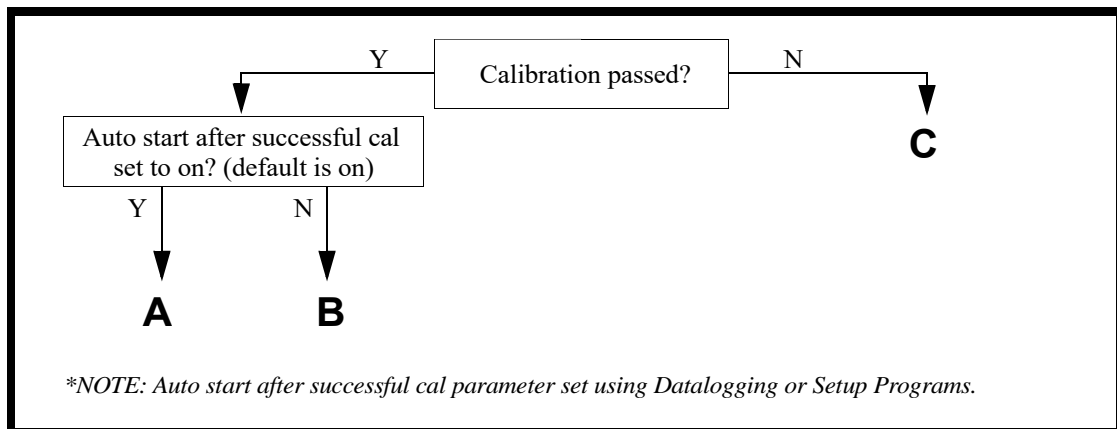 Calibration passed?
Y
N
Auto start after successful cal
set to on? (default is on)
C
Y
N
A
B
*NOTE: Auto start after successful cal parameter set using Datalogging or Setup Programs.